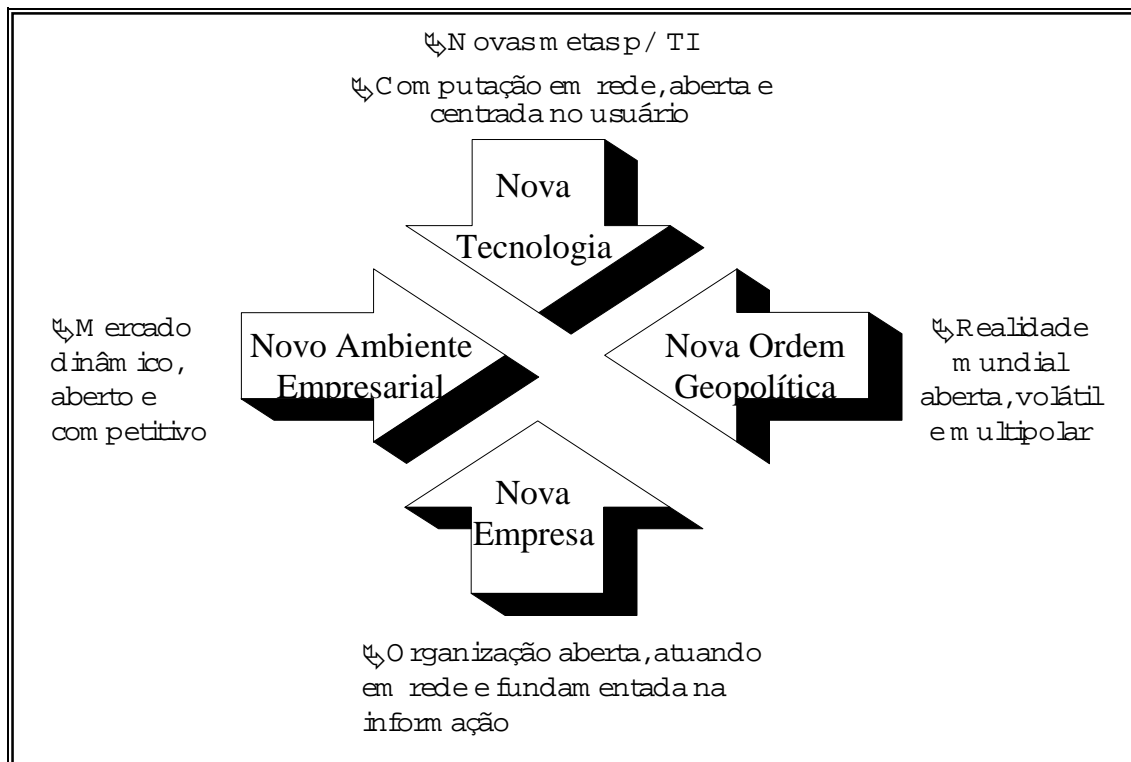 Novas metas p/ TI
Computação em rede, aberta e
centrada no usuário
Nova
Tecnologia
Mercado
dinâmico,
aberto e
competitivo
Novo Ambiente
Empresarial
Nova Ordem
Geopolítica
Realidade
mundial
aberta, volátil
e multipolar
Nova
Empresa
Organização aberta, atuando
em rede e fundamentada na
informação